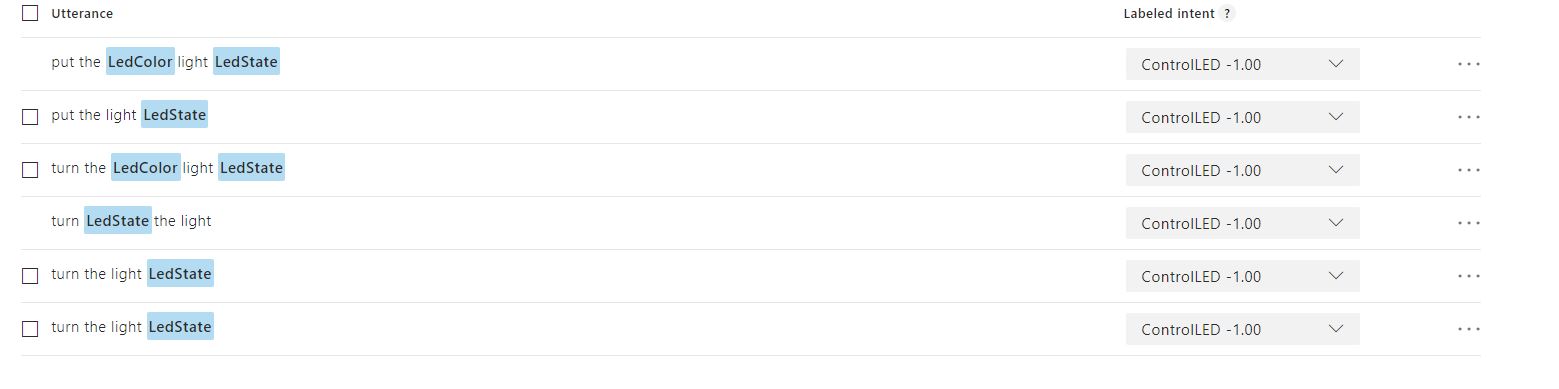 Utterance Labeled intent ?
put the LedColor light LedState ControlLED -1.00
put the light LedState ControlLED -1.00
turn the LedColor light LedState ControlLED -1.00
turn LedState the light ControlLED -1.00
turn the light LedState ControlLED -1.00
turn the light LedState ControlLED -1.00